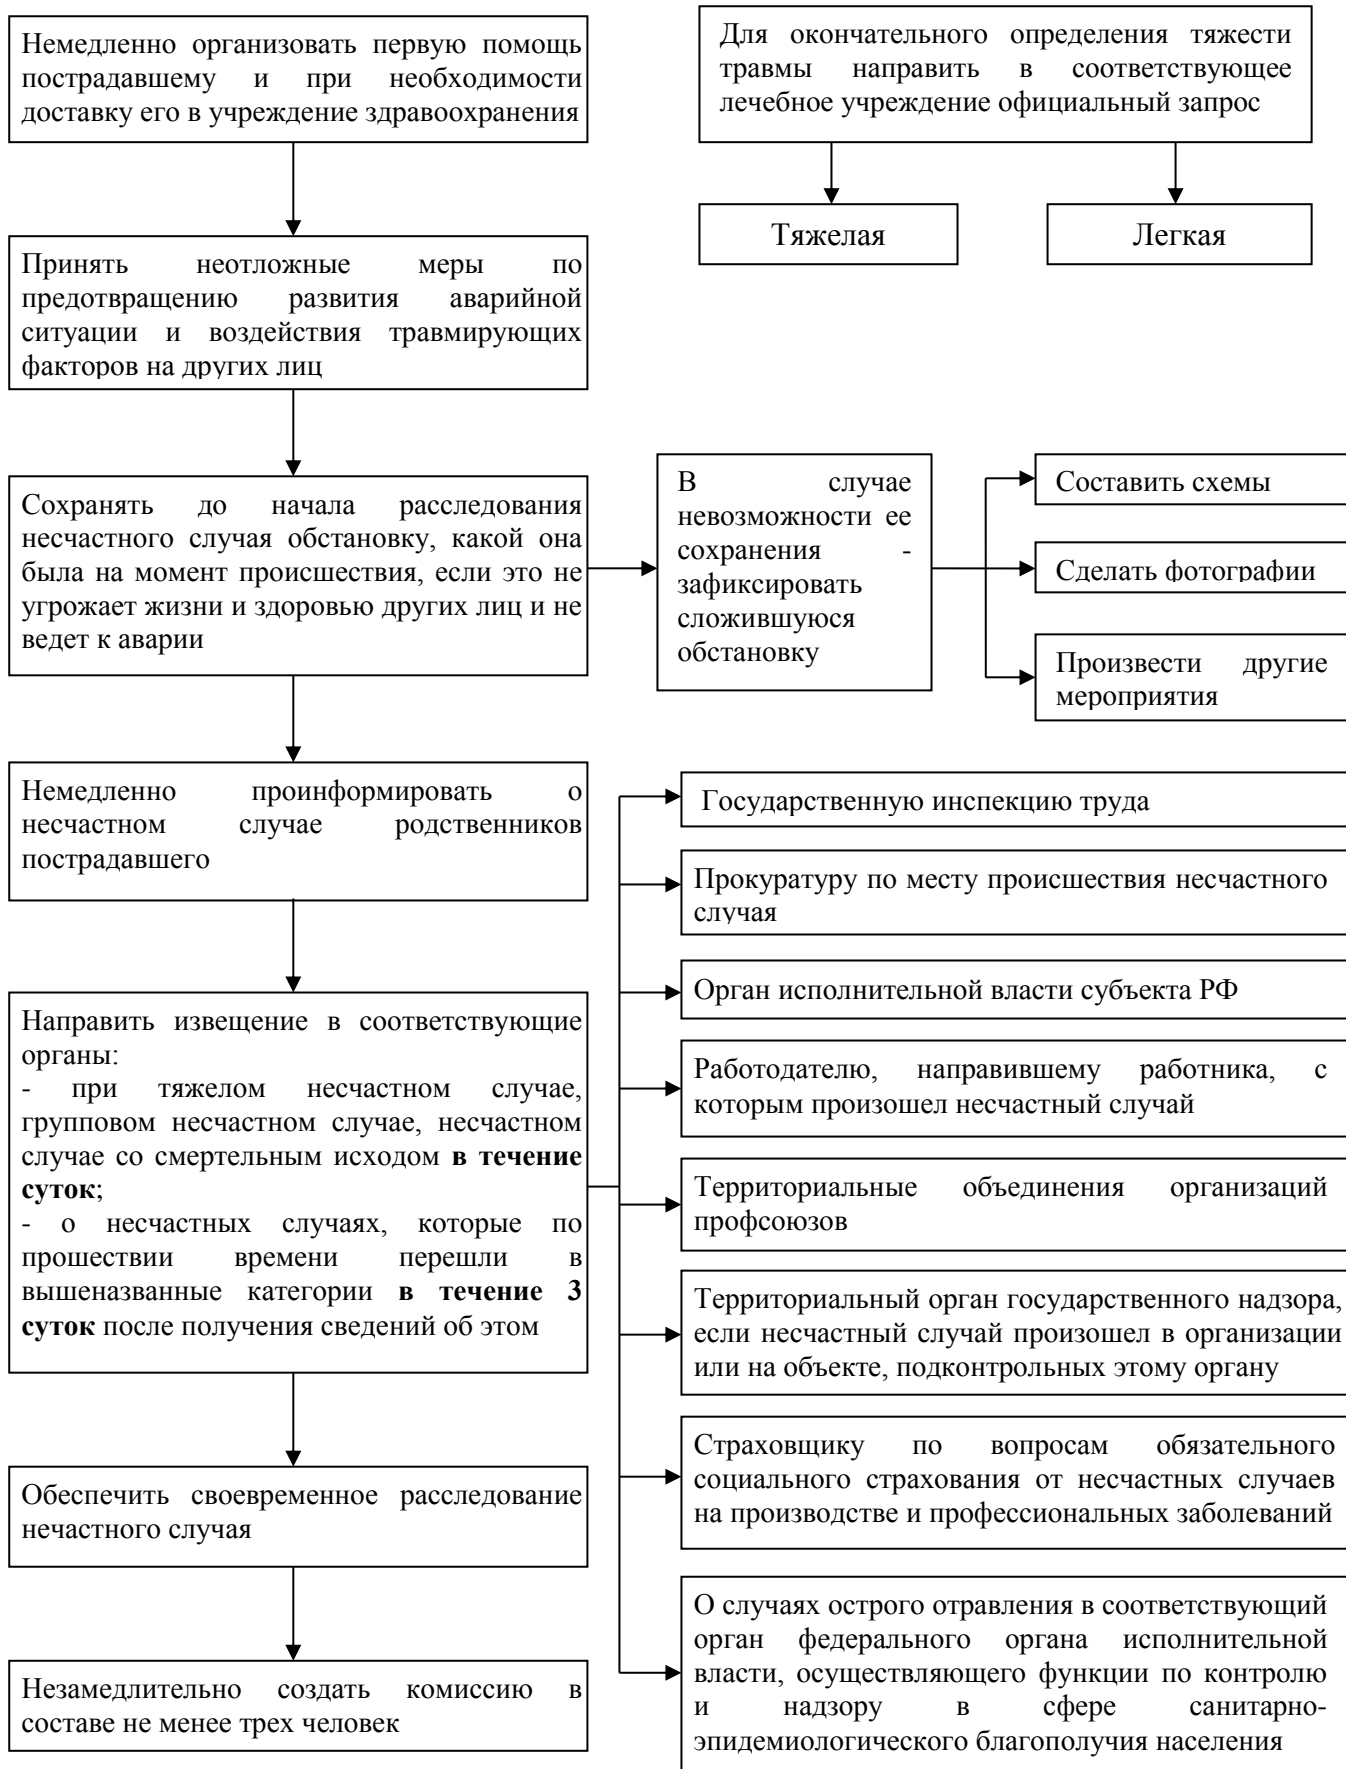 Немедленно организовать первую помощь
пострадавшему и при необходимости
доставку его в учреждение здравоохранения
Для окончательного определения тяжести
травмы направить в соответствующее
лечебное учреждение официальный запрос
Тяжелая
Легкая
Принять неотложные меры по
предотвращению развития аварийной
ситуации и воздействия травмирующих
факторов на других лиц
Сохранять до начала расследования
несчастного случая обстановку, какой она
была на момент происшествия, если это не
угрожает жизни и здоровью других лиц и не
ведет к аварии
В случае
невозможности ее
сохранения -
зафиксировать
сложившуюся
обстановку
Составить схемы
Сделать фотографии
Произвести другие
мероприятия
Немедленно проинформировать о
несчастном случае родственников
пострадавшего
Направить извещение в соответствующие
органы:
- при тяжелом несчастном случае,
групповом несчастном случае, несчастном
случае со смертельным исходом в течение
суток;
- о несчастных случаях, которые по
прошествии времени перешли в
вышеназванные категории в течение 3
суток после получения сведений об этом
Государственную инспекцию труда
Прокуратуру по месту происшествия несчастного
случая
Орган исполнительной власти субъекта РФ
Работодателю, направившему работника, с
которым произошел несчастный случай
Территориальные объединения организаций
профсоюзов
Территориальный орган государственного надзора,
если несчастный случай произошел в организации
или на объекте, подконтрольных этому органу
Страховщику по вопросам обязательного
социального страхования от несчастных случаев
на производстве и профессиональных заболеваний
О случаях острого отравления в соответствующий
орган федерального органа исполнительной
власти, осуществляющего функции по контролю
и надзору в сфере санитарно-
эпидемиологического благополучия населения
Обеспечить своевременное расследование
нечастного случая
Незамедлительно создать комиссию в
составе не менее трех человек